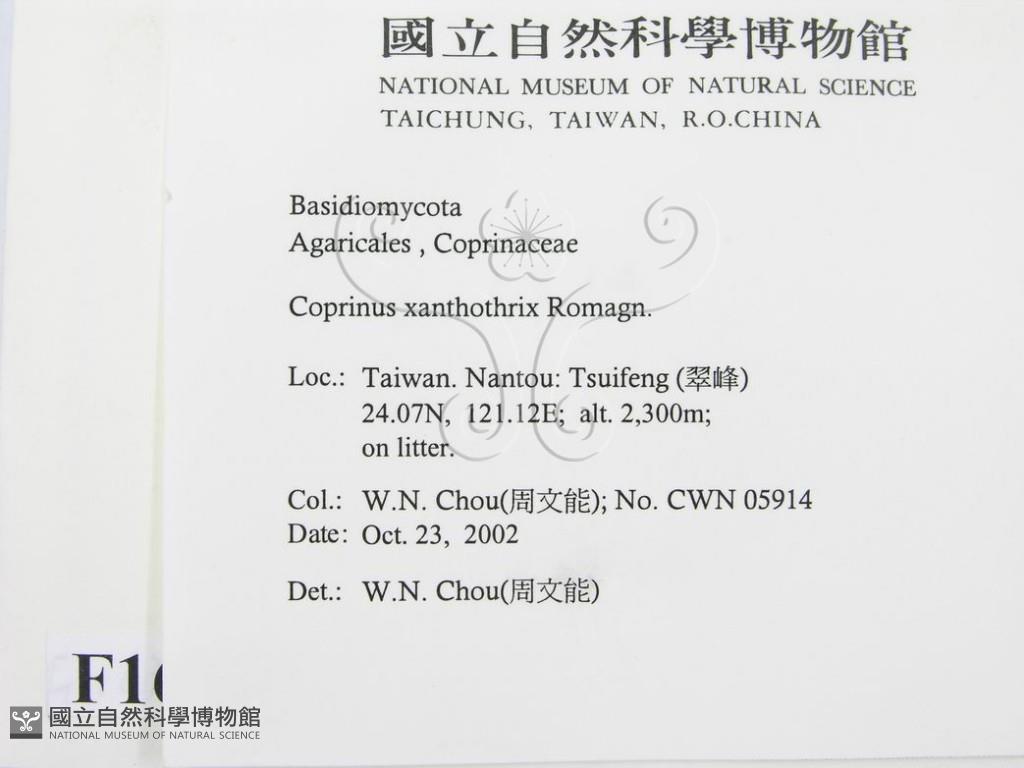 國立自然科學博物館
NATIONAL MUSEUM OF NATURAL SCIENCE
TAICHUNG, TAIWAN, R.O.CHINA
Basidiomycota
Agaricales , Coprinaceae
Coprinus xanthothrix Romagn.
Loc.: Taiwan. Nantou: Tsuifeng (翠峰)
24.07N, 121.12E; alt. 2,300m;
on litter.
Col.: W.N. Chou(周文能); No. CWN 05914
Date: Oct. 23, 2002
Det.: W.N. Chou(周文能)
國立自然科學博物館
NATIONAL MUSEUM OF NATURAL SCIENCE